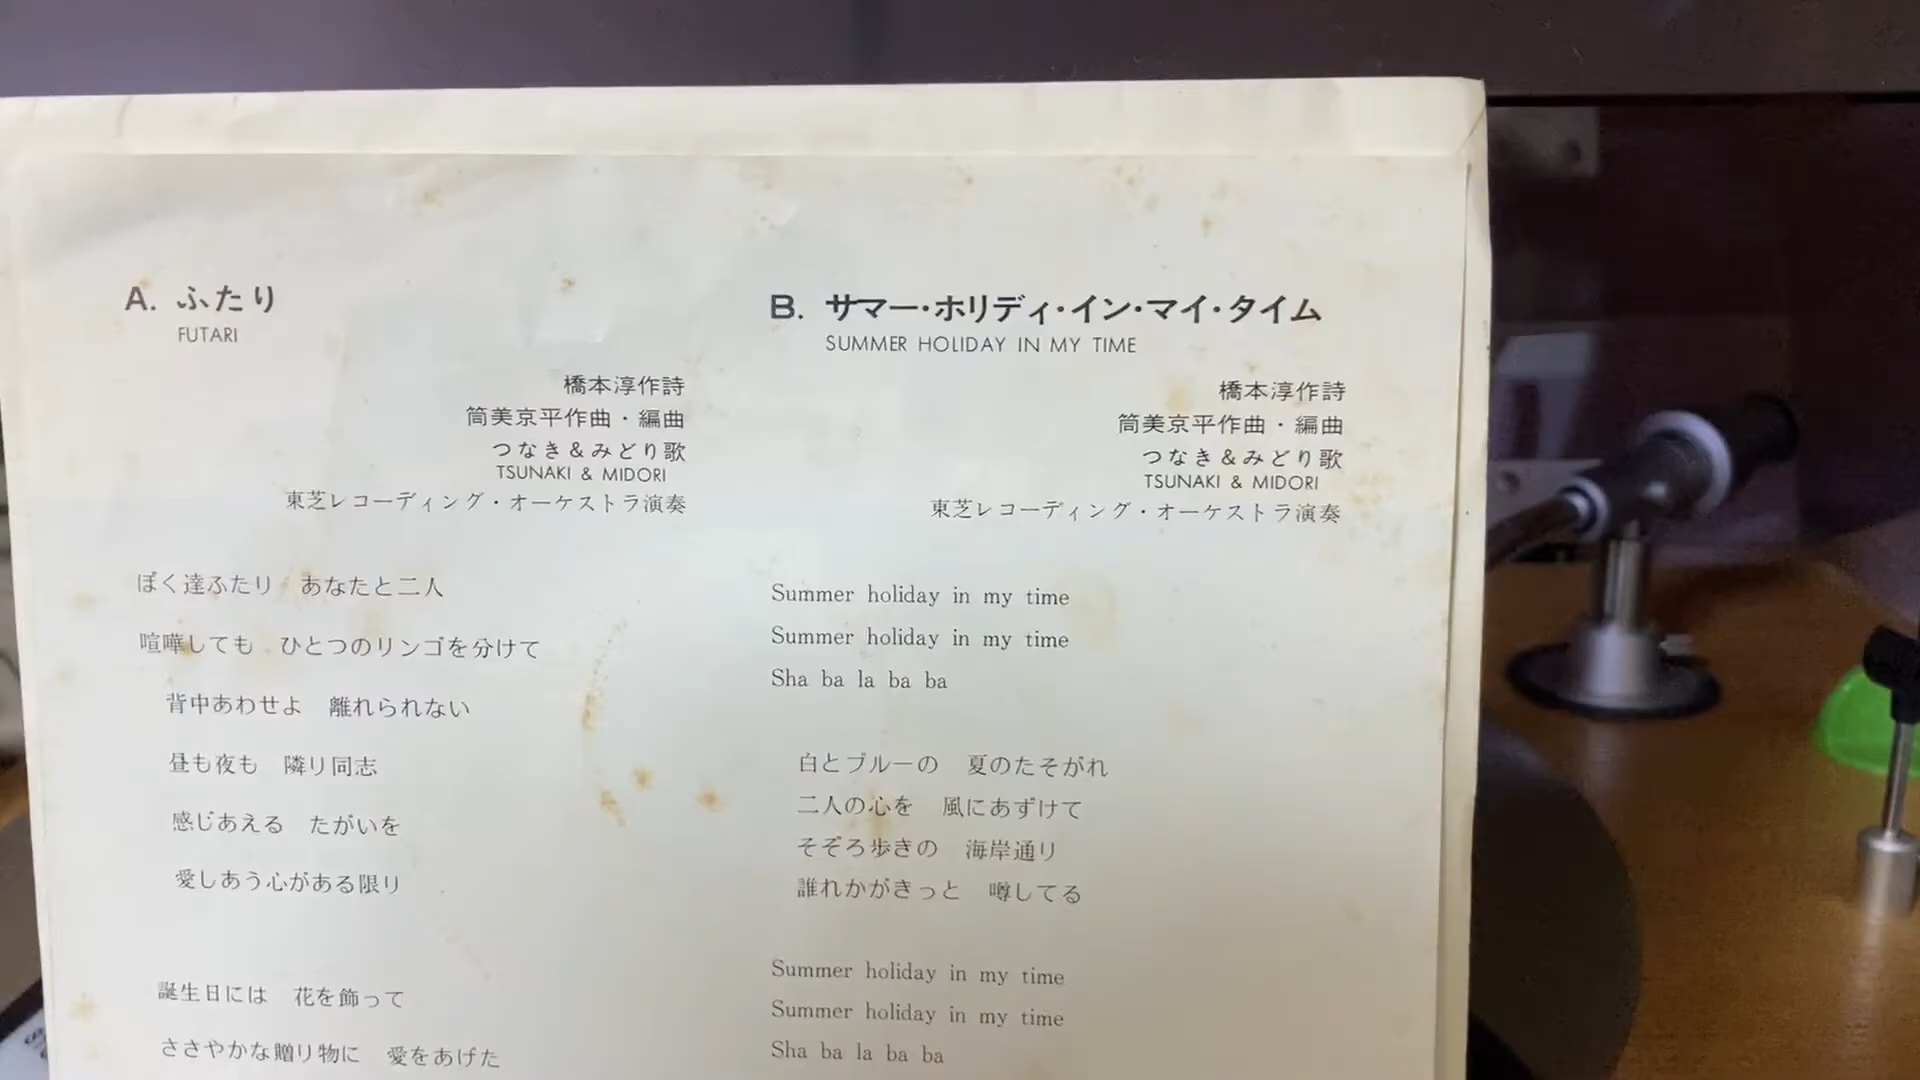 A. ふたり
FUTARI
橋本淳作詩
筒美京平作曲・編曲
つなき&みどり歌
TSUNAKI & MIDORI
東芝レコーディング・オーケストラ演奏
ぼく達ふたり　あなたと二人
喧嘩しても　ひとつのリンゴを分けて
背中あわせよ　離れられない
昼も夜も　隣り同志
感じあえる　たがいを
愛しあう心がある限り
誕生日には　花を飾って
ささやかな贈り物に　愛をあげた
B. サマー・ホリディ・イン・マイ・タイム
SUMMER HOLIDAY IN MY TIME
橋本淳作詩
筒美京平作曲・編曲
つなき&みどり歌
TSUNAKI & MIDORI
東芝レコーディング・オーケストラ演奏
Summer holiday in my time
Summer holiday in my time
Sha ba la ba ba
白とブルーの　夏のたそがれ
二人の心を　風にあずけて
そぞろ歩きの　海岸通り
誰れかがきっと　噂してる
Summer holiday in my time
Summer holiday in my time
Sha ba la ba ba